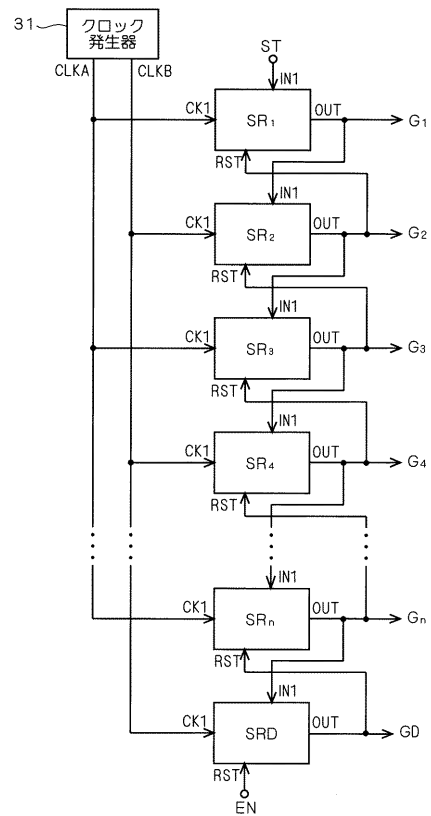 31
クロック
発生器
CLKA
CLKB
ST
IN1
CK1
SR₁
OUT
G₁
RST
IN1
CK1
SR₂
OUT
G₂
RST
IN1
CK1
SR₃
OUT
G₃
RST
IN1
CK1
SR₄
OUT
G₄
RST
IN1
CK1
SRn
OUT
Gn
RST
IN1
CK1
SRD
OUT
GD
RST
EN